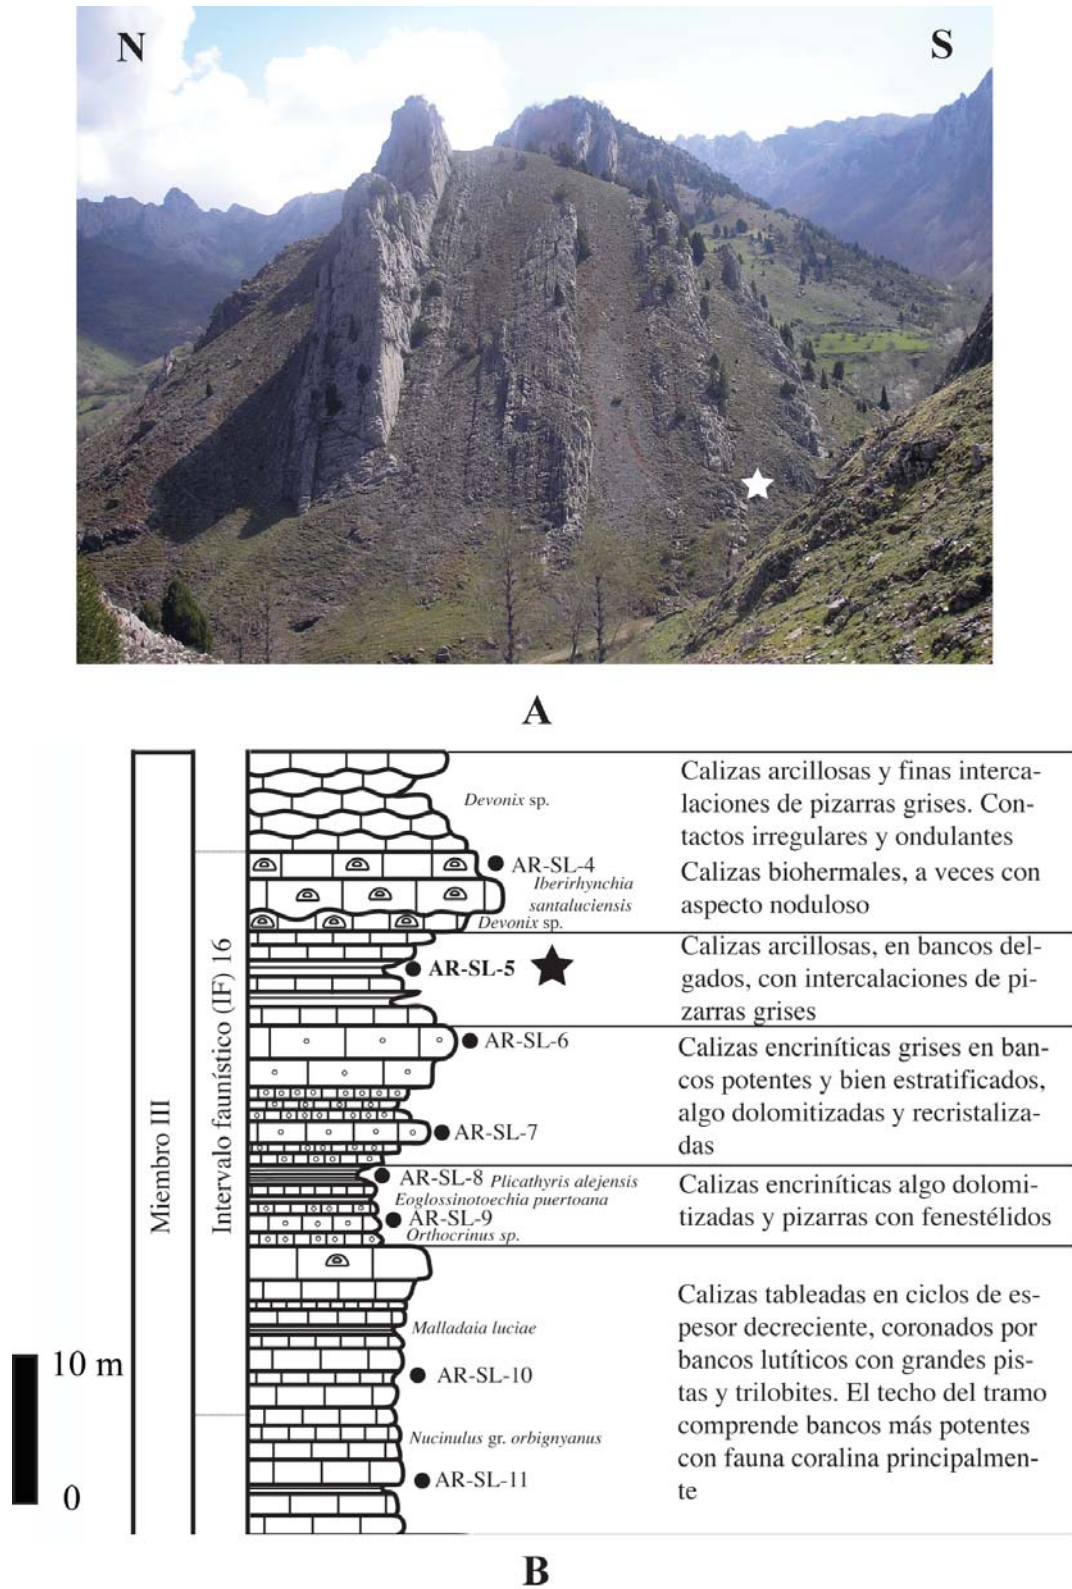 N
S
A
Calizas arcillosas y finas interca-
laciones de pizarras grises. Con-
tactos irregulares y ondulantes
Devonix sp.
AR-SL-4
Iberirhynchia
santaluciensis
Devonix sp.
Calizas biohermales, a veces con
aspecto noduloso
Calizas arcillosas, en bancos del-
gados, con intercalaciones de pi-
zarras grises
AR-SL-5
AR-SL-6
Calizas encriníticas grises en ban-
cos potentes y bien estratificados,
algo dolomitizadas y recristaliza-
das
AR-SL-7
AR-SL-8 Plicathyris alejensis
Eoglossinotoechia puertoana
AR-SL-9
Orthocrinus sp.
Calizas encriníticas algo dolomi-
tizadas y pizarras con fenestélidos
Malladaia luciae
AR-SL-10
Nucinulus gr. orbignyanus
AR-SL-11
Calizas tableadas en ciclos de es-
pesor decreciente, coronados por
bancos lutíticos con grandes pis-
tas y trilobites. El techo del tramo
comprende bancos más potentes
con fauna coralina principalmen-
te
Miembro III
Intervalo faunístico (IF) 16
10 m
0
B